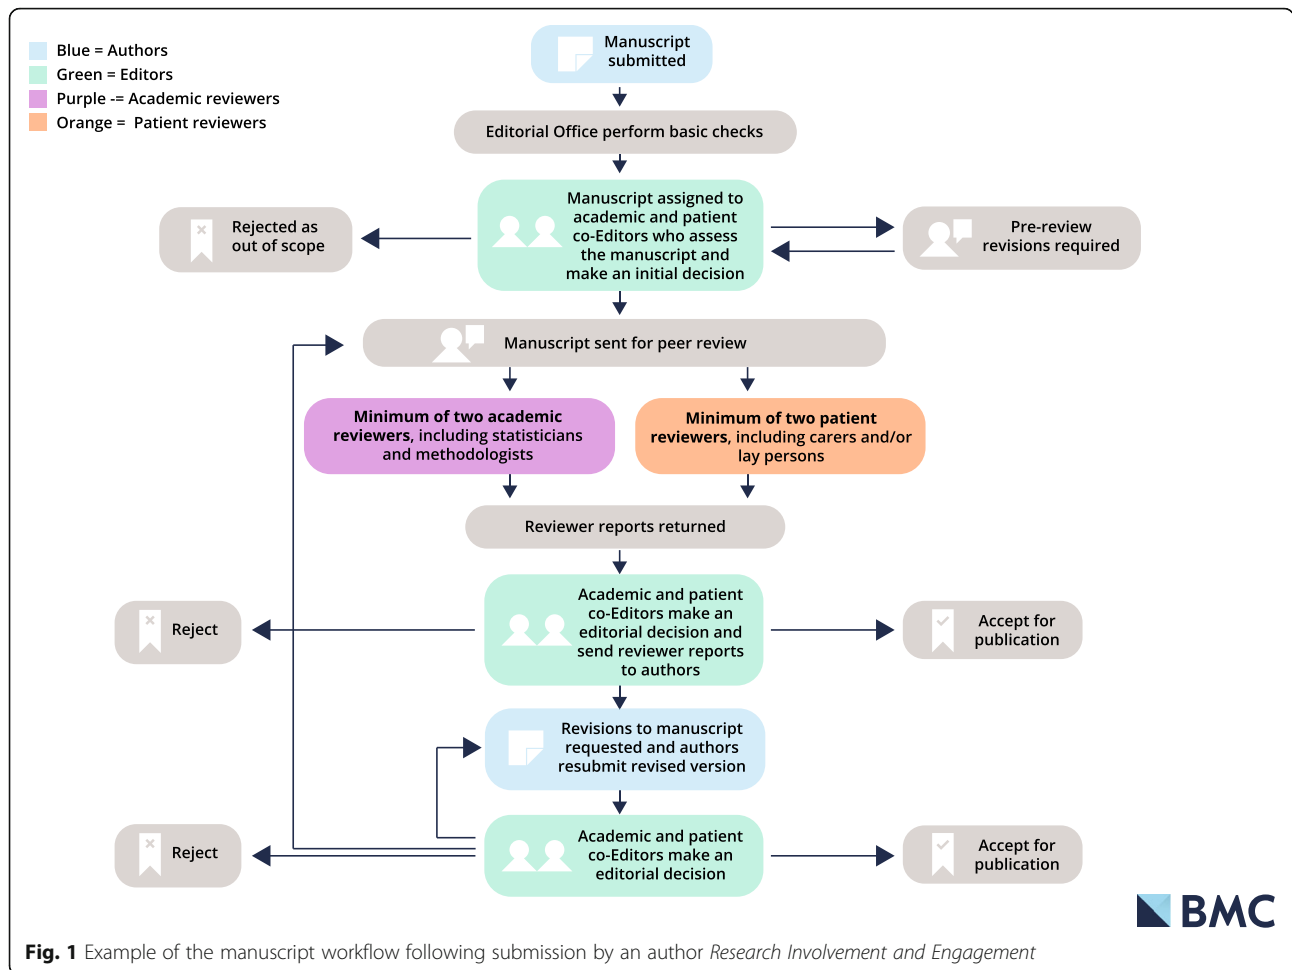 Blue = Authors
Green = Editors
Purple -= Academic reviewers
Orange = Patient reviewers
Manuscript
submitted
Editorial Office perform basic checks
Manuscript assigned to
academic and patient
co-Editors who assess
the manuscript and
make an initial decision
Rejected as
out of scope
Pre-review
revisions required
Manuscript sent for peer review
Minimum of two academic
reviewers, including statisticians
and methodologists
Minimum of two patient
reviewers, including carers and/or
lay persons
Reviewer reports returned
Academic and patient
co-Editors make an
editorial decision and
send reviewer reports
to authors
Reject
Accept for
publication
Revisions to manuscript
requested and authors
resubmit revised version
Academic and patient
co-Editors make an
editorial decision
Reject
Accept for
publication
BMC
Fig. 1 Example of the manuscript workflow following submission by an author Research Involvement and Engagement